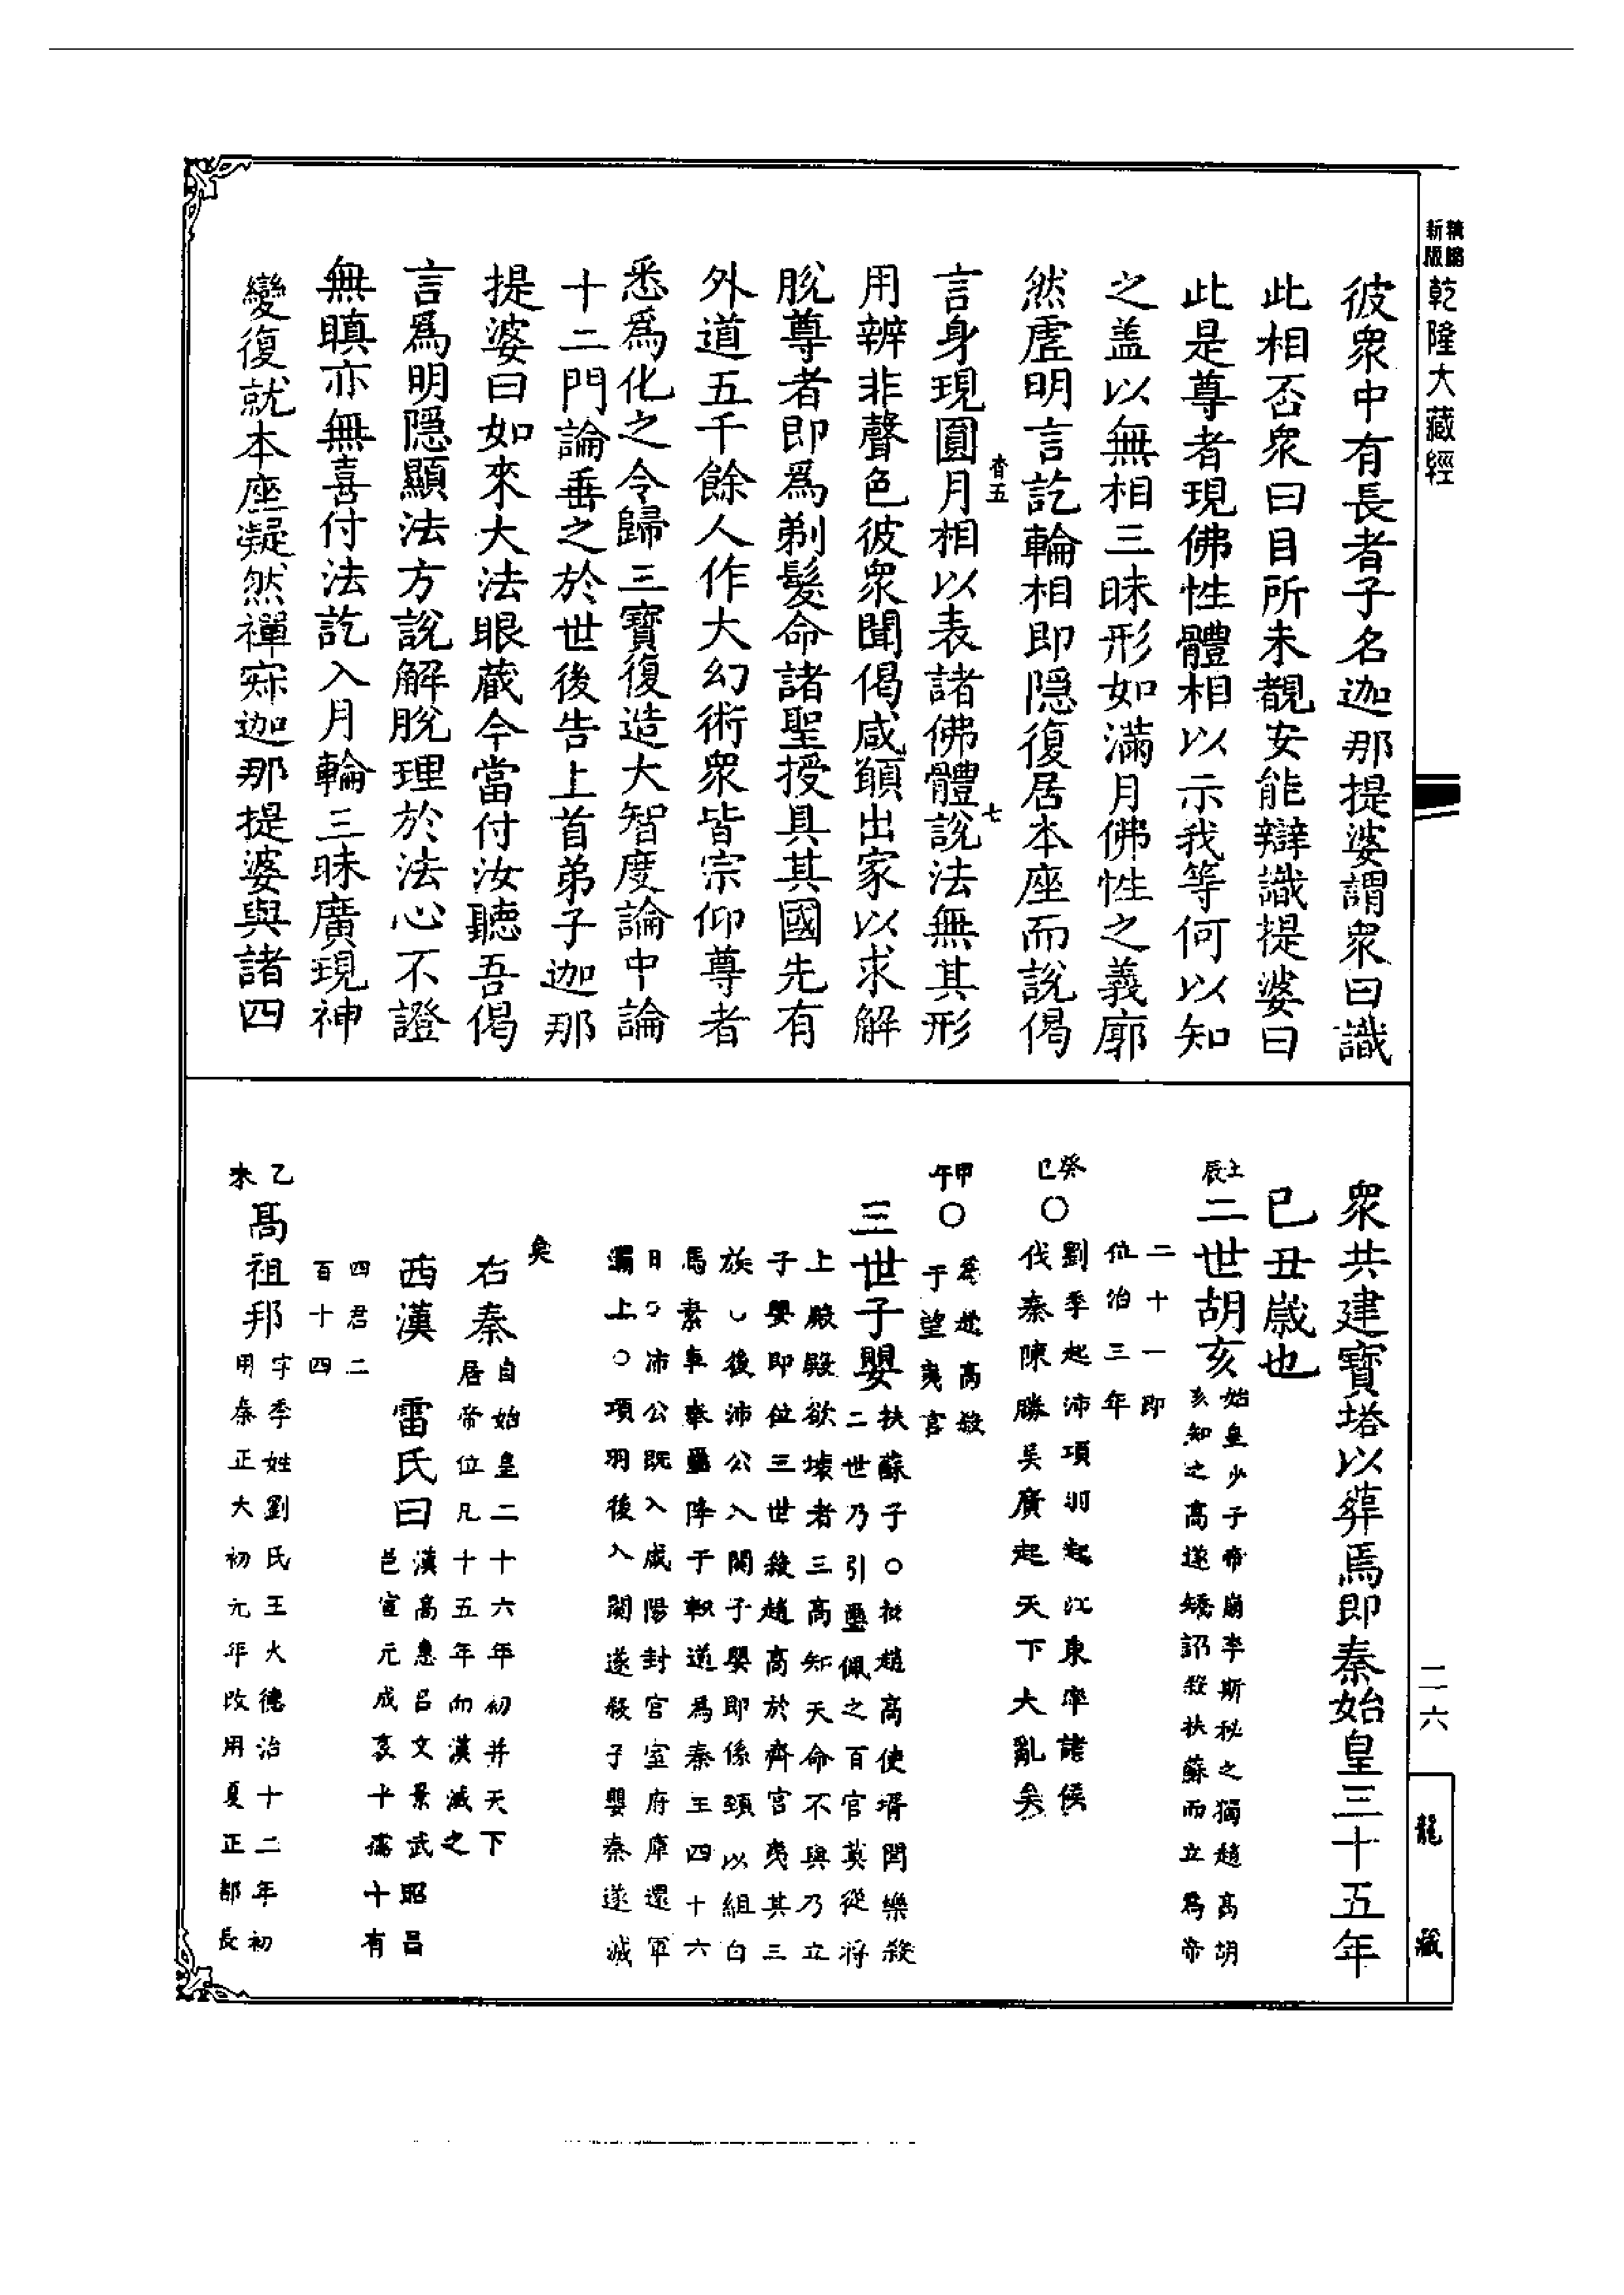 新版
精縮
乾隆大藏經
彼衆中有長者子名迦那提婆謂衆曰識
此相否衆曰目所未覩安能辯識提婆曰
此是尊者現佛性體相以示我等何以知
之盖以無相三昧形如滿月佛性之義廓
然虛明言訖輪相即隱復居本座而說偈
杳五
七
言身現圓月相以表諸佛體說法無其形
用辨非聲色彼衆聞偈咸願出家以求解
脫尊者即爲剃髮命諸聖授具其國先有
外道五千餘人作大幻術衆皆宗仰尊者
悉爲化之令歸三寶復造大智度論中論
十二門論垂之於世後告上首弟子迦那
提婆曰如來大法眼藏今當付汝聽吾偈
言爲明隱顯法方說解脫理於法心不證
無瞋亦無喜付法訖入月輪三昧廣現神
變復就本座凝然禪寂迦那提婆與諸四
衆共建寶塔以葬焉即秦始皇三十五年
己丑歲也
壬辰
二世胡亥
始皇少子帝崩李斯秘之獨趙高胡
亥知之高遂矯詔殺扶蘇而立爲帝
二十一即
位治三年
癸巳
〇
劉季起沛項羽起江東率諸侯
伐秦陳勝吳廣起天下大亂矣
甲午
〇
爲趙高殺
于望夷宮
三世子嬰
扶蘇子〇初趙高使壻閻樂殺
二世乃引璽佩之百官莫從將
上殿殿欲壞者三高知天命不與乃立
子嬰即位三世殺趙高於齊宮夷其三
族〇後沛公入關子嬰即係頸以組白
馬素車奉璽降于軹道爲秦王四十六
日〇沛公既入咸陽封宮室府庫還軍
灞上〇項羽後入關遂殺子嬰秦遂滅
矣
右秦
自始皇二十六年初并天下
居帝位凡十五年而漢滅之
西漢
雷氏曰
漢高惠呂文景武昭昌
邑宣元成哀平孺十有
四君二
百十四
乙未
高祖邦
字季姓劉氏王火德治十二年初
用秦正大初元年改用夏正都長
二六
龍藏